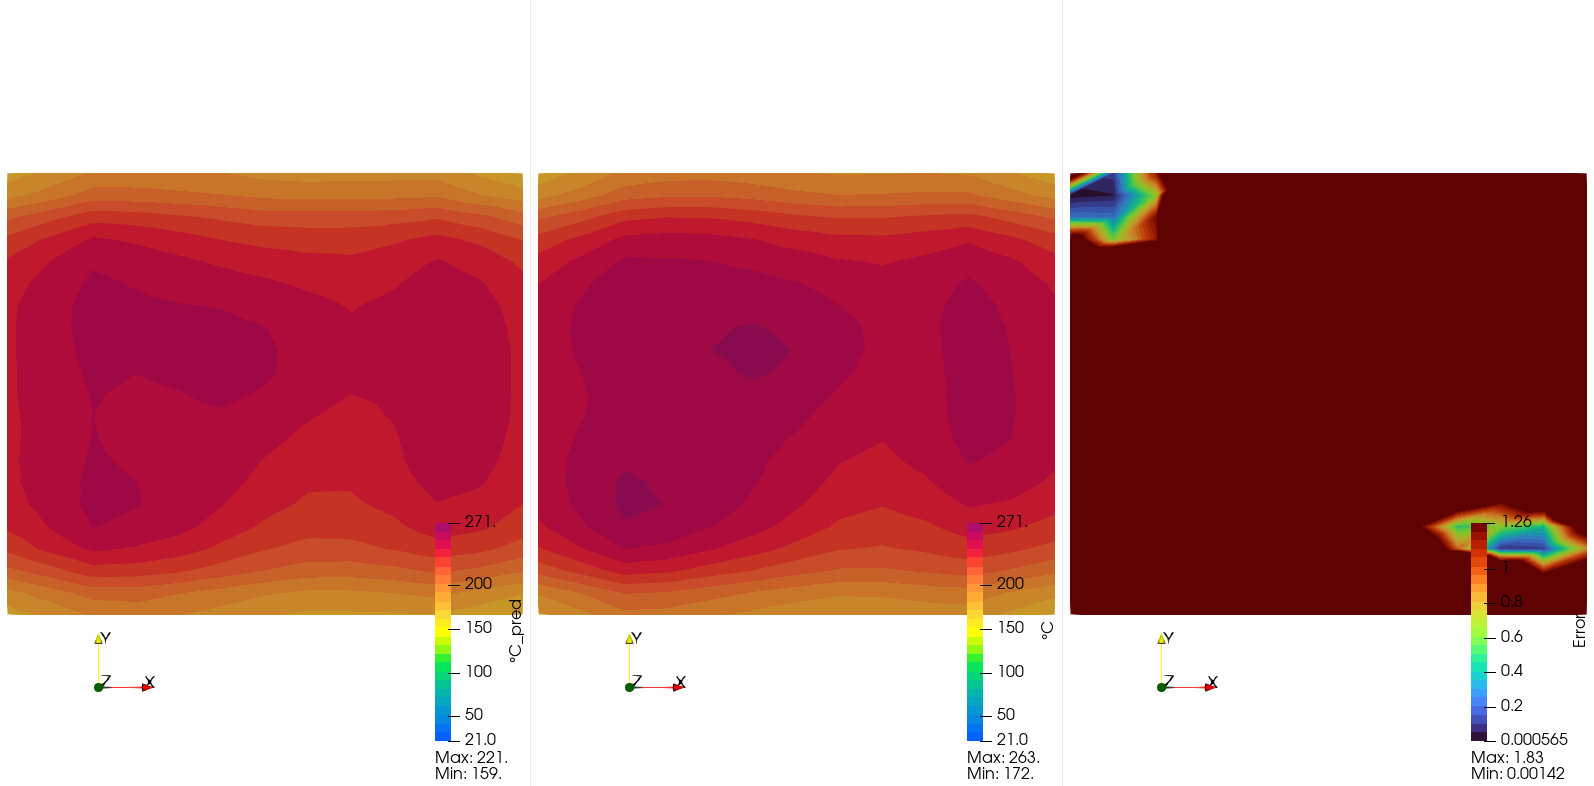 271.
200
150
100
50
21.0
°C_pred
Max: 221.
Min: 159.
Y
Z
X
271.
200
150
100
50
21.0
°C
Max: 263.
Min: 172.
Y
Z
X
1.26
1
0.8
0.6
0.4
0.2
0.000565
Error
Max: 1.83
Min: 0.00142
Y
Z
X